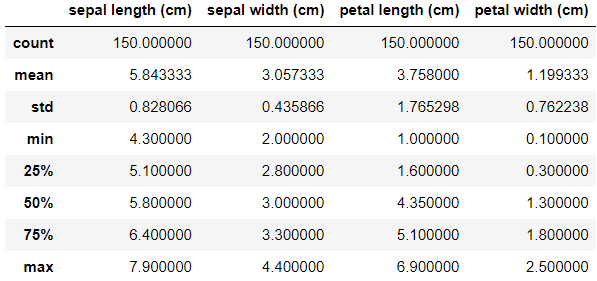 sepal length (cm) sepal width (cm) petal length (cm) petal width (cm)
count 150.000000 150.000000 150.000000 150.000000
mean 5.843333 3.057333 3.758000 1.199333
std 0.828066 0.435866 1.765298 0.762238
min 4.300000 2.000000 1.000000 0.100000
25% 5.100000 2.800000 1.600000 0.300000
50% 5.800000 3.000000 4.350000 1.300000
75% 6.400000 3.300000 5.100000 1.800000
max 7.900000 4.400000 6.900000 2.500000